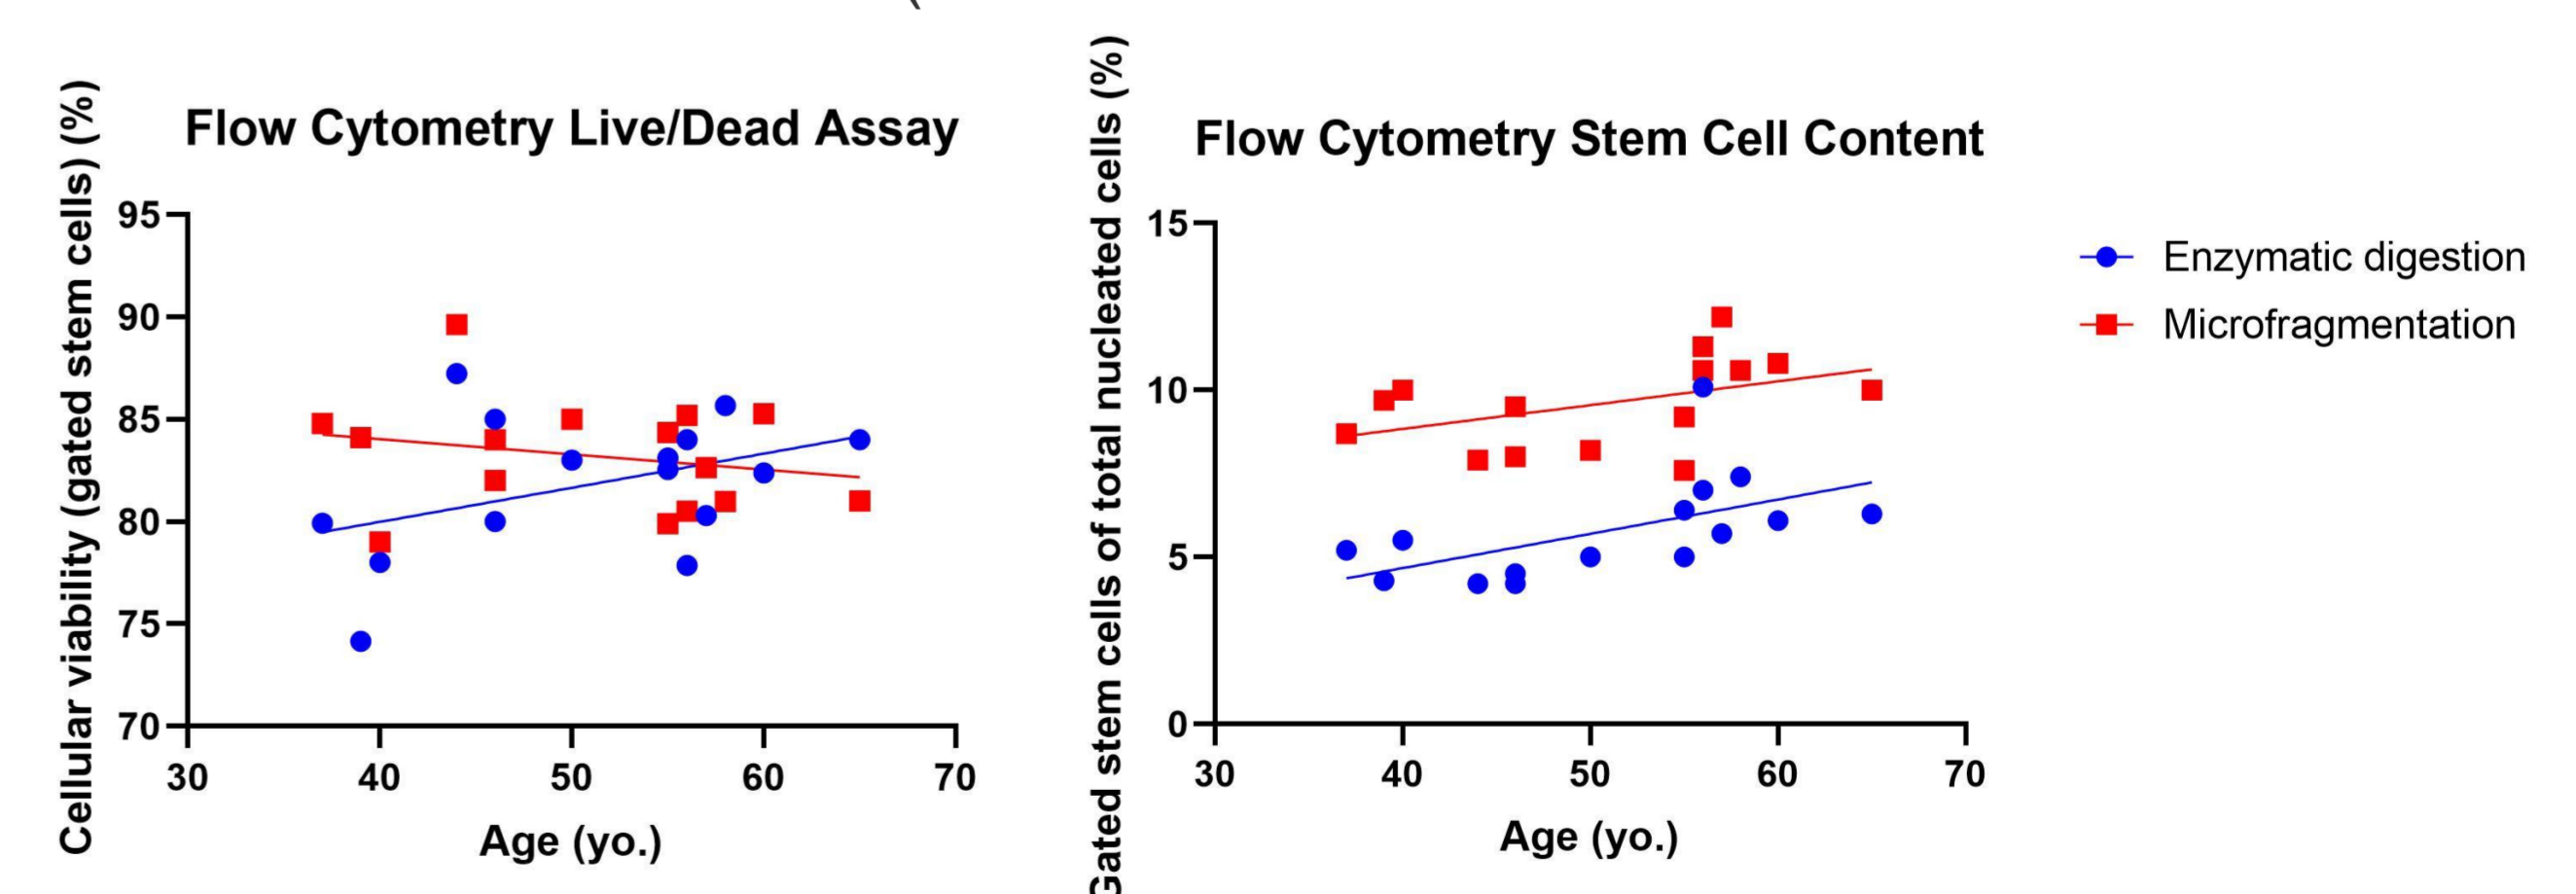 Flow Cytometry Live/Dead Assay
Cellular viability (gated stem cells) (%)
95
90
85
80
75
70
30 40 50 60 70
Age (yo.)
Flow Cytometry Stem Cell Content
Gated stem cells of total nucleated cells (%)
15
10
5
0
30 40 50 60 70
Age (yo.)
Enzymatic digestion
Microfragmentation